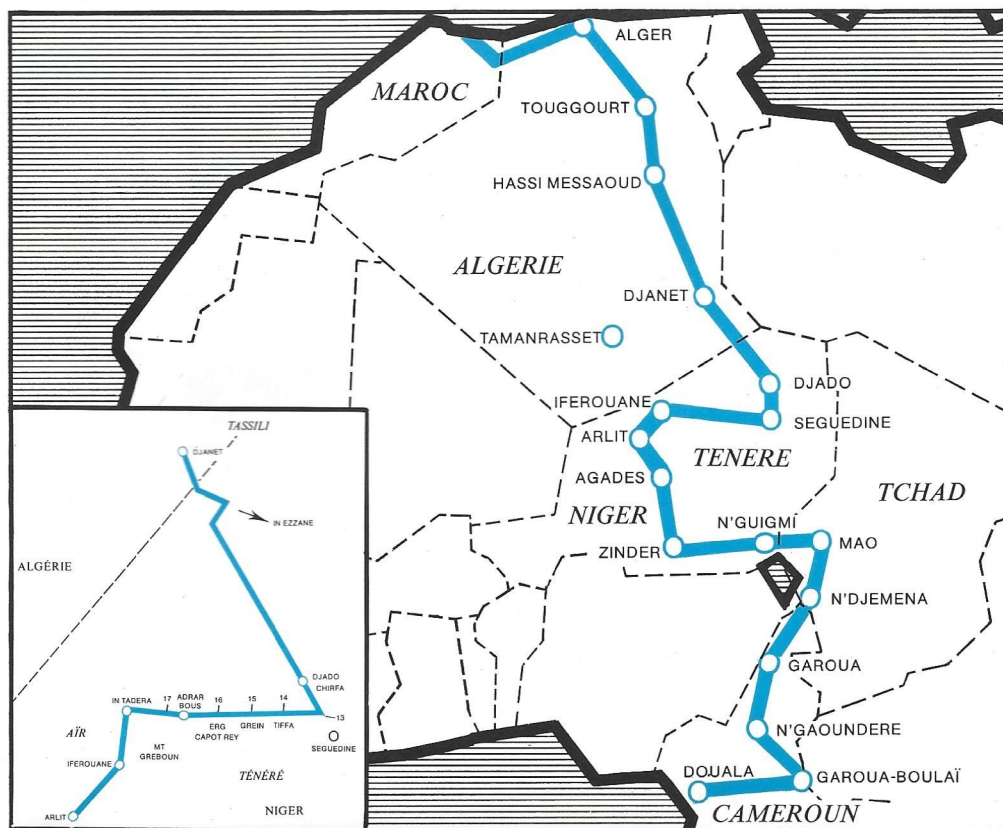 ALGER
MAROC
TOUGGOURT
HASSI MESSAOUD
ALGERIE
DJANET
TAMANRASSET
DJADO
IFEROUANE
SEGUEDINE
ARLIT
TENERE
AGADES
TCHAD
NIGER
N'GUIGMI
ZINDER
MAO
N'DJEMENA
GAROUA
N'GAOUNDERE
DOUALA
GAROUA-BOULAÏ
CAMEROUN
TASSILI
DJANET
IN EZZANE
ALGÉRIE
DJADO
CHIRFA
IN TADERA
17
ADRAR
BOUS
16
15
14
13
ERG
CAPOT REY
GREIN
TIFFA
AÏR
MT
GREBOUN
SEGUEDINE
IFEROUANE
TÉNÉRÉ
NIGER
ARLIT